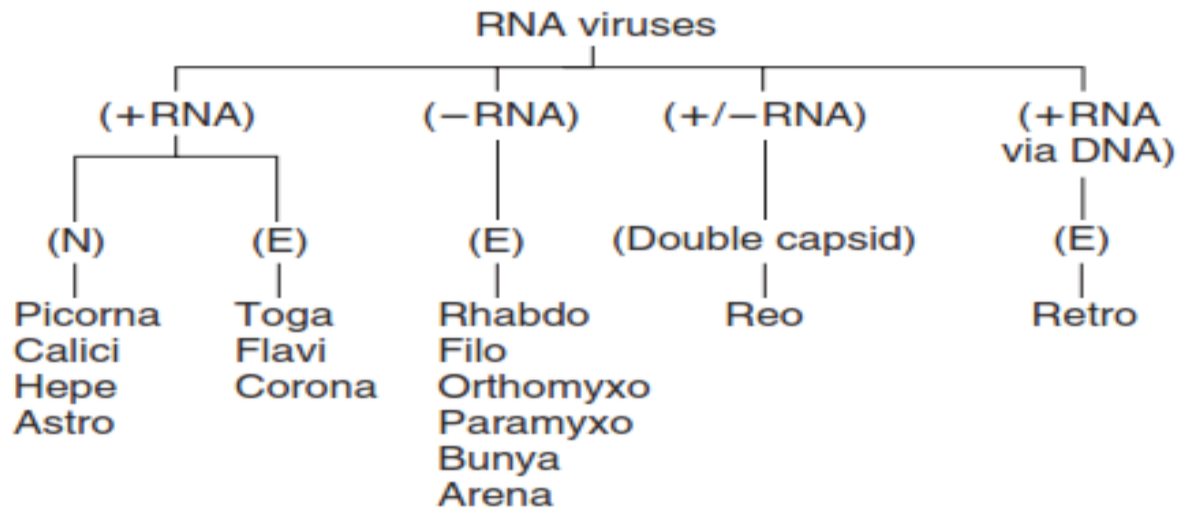 RNA viruses
(+RNA) (−RNA) (+/−RNA) (+RNA
via DNA)
(N) (E) (E) (Double capsid) (E)
Picorna Toga Rhabdo Reo Retro
Calici Flavi Filo
Hepe Corona Orthomyxo
Astro Paramyxo
Bunya
Arena